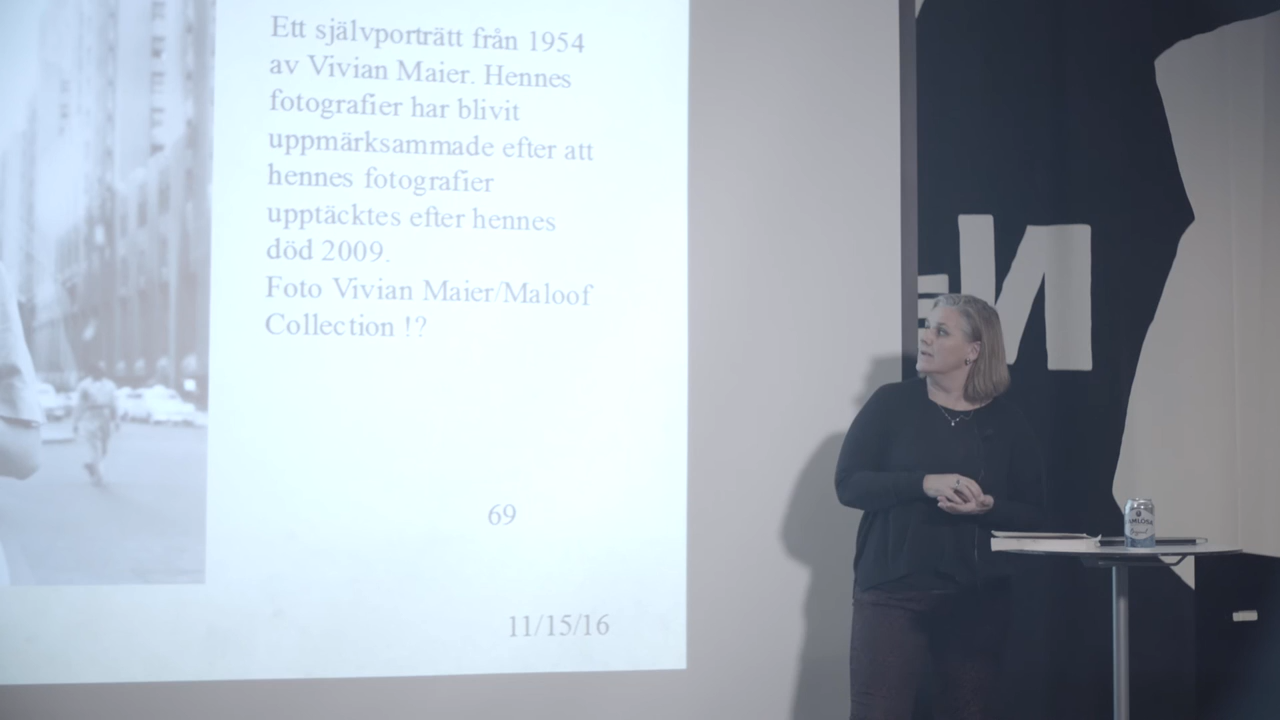 Ett självporträtt från 1954
av Vivian Maier. Hennes
fotografier har blivit
uppmärksammade efter att
hennes fotografier
upptäcktes efter hennes
död 2009.
Foto Vivian Maier/Maloof
Collection !?
69
11/15/16